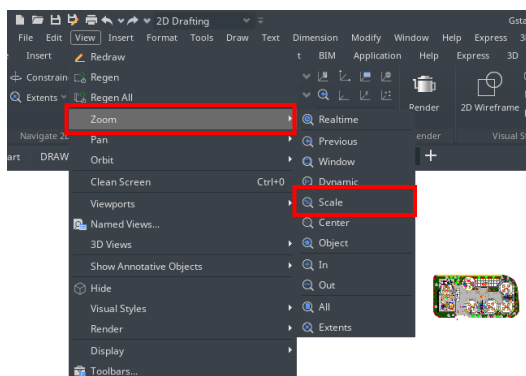 2D Drafting Gsta
File Edit View Insert Format Tools Draw Text Dimension Modify Window Help Express 3
Insert Redraw t BIM Application Help Express 3D
Constrain Regen
Extents Regen All Render 2D Wireframe
Zoom Realtime
Navigate 2D Pan Previous ender Visual S
art DRAW Orbit Window +
Clean Screen Ctrl+0 Dynamic
Viewports Scale
Named Views... Center
3D Views Object
Show Annotative Objects In
Hide Out
Visual Styles All
Render Extents
Display
Toolbars...